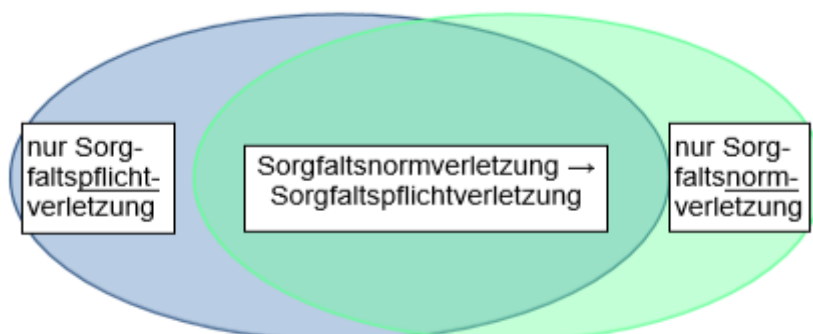 nur Sorg-
faltspflicht-
verletzung
Sorgfaltsnormverletzung →
Sorgfaltspflichtverletzung
nur Sorg-
faltsnorm-
verletzung